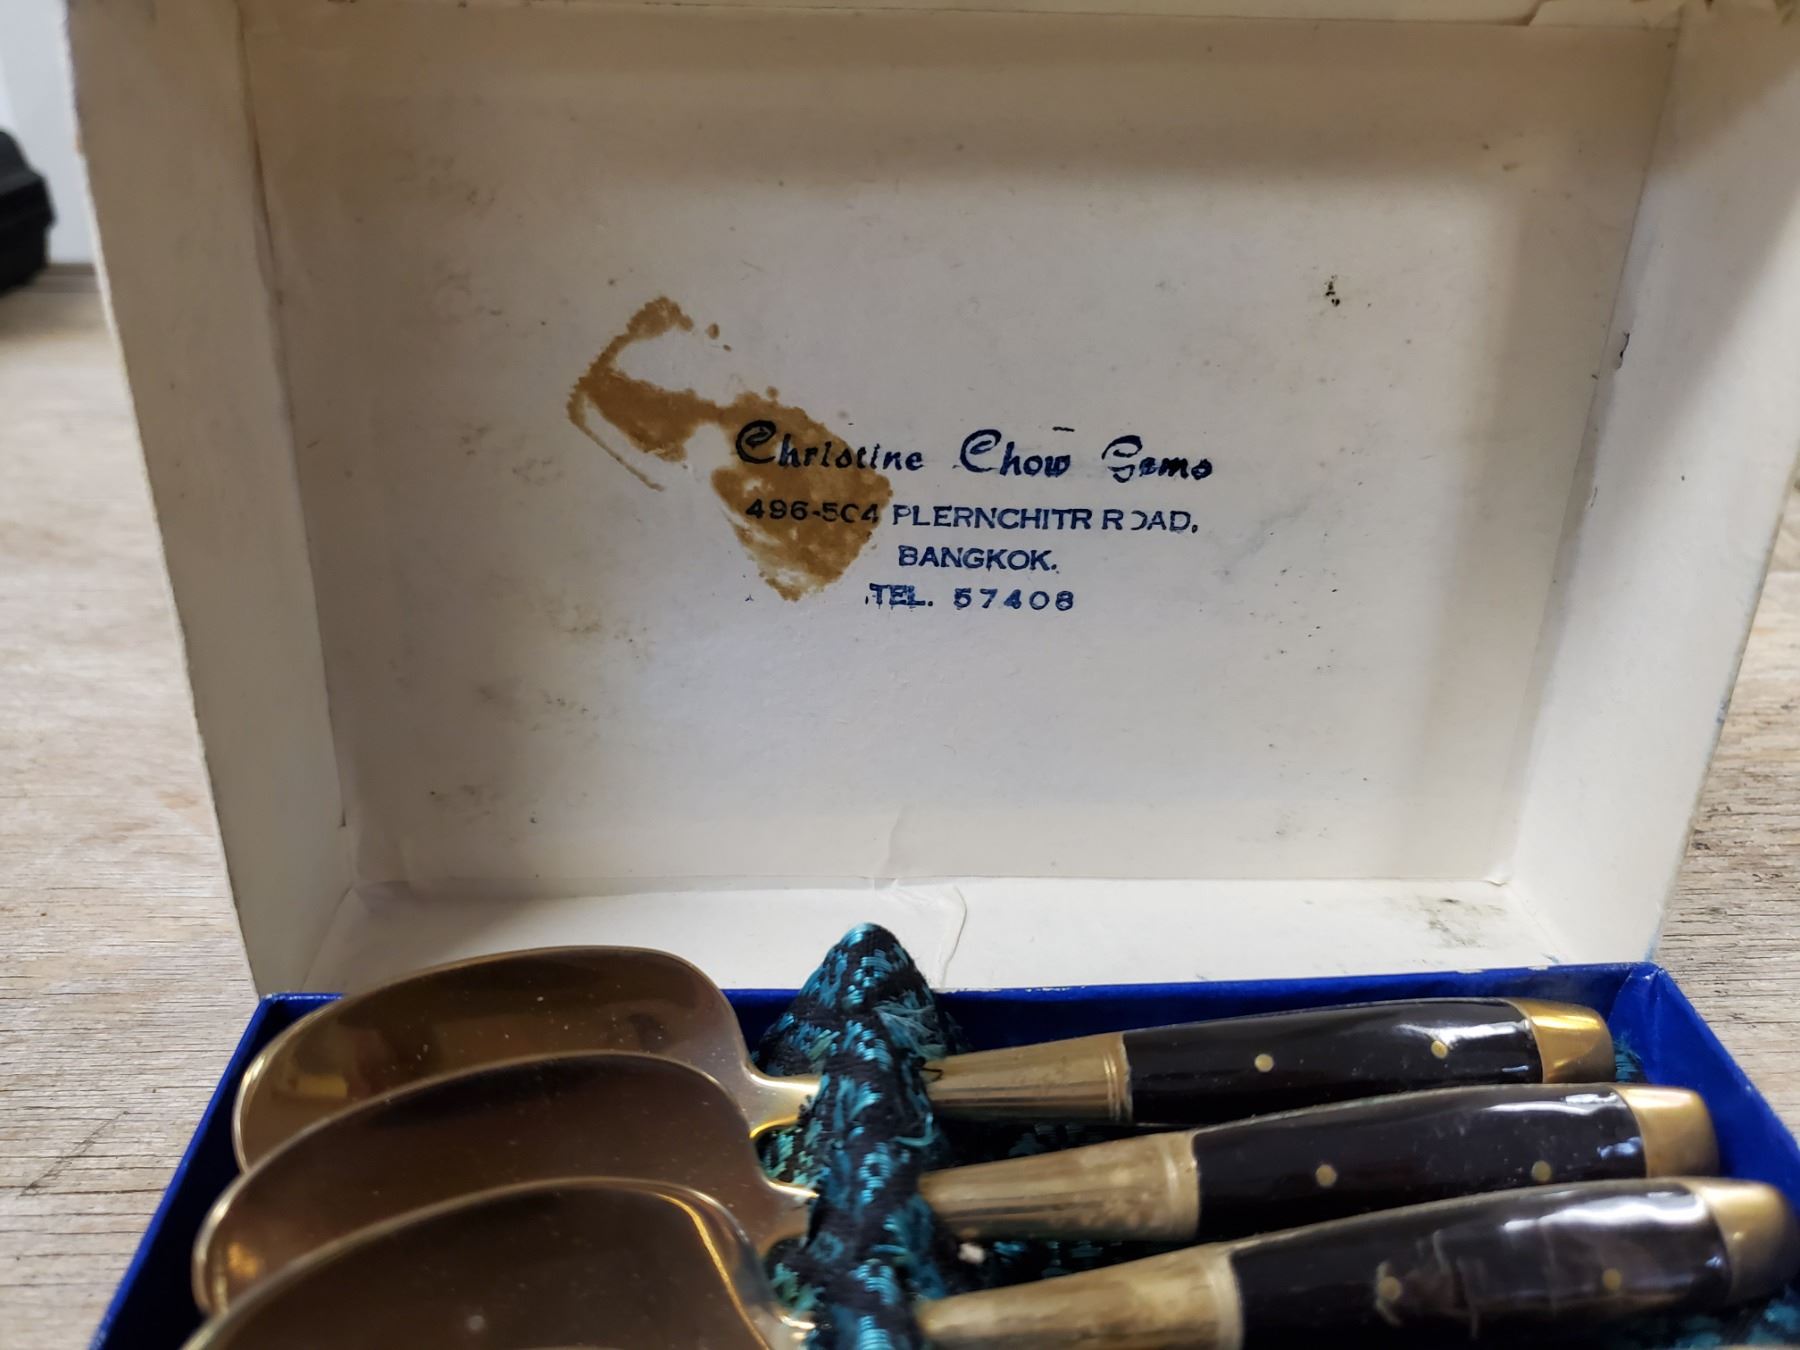 Christine Chow Gems
496-504 PLERNCHITR ROAD,
BANGKOK.
TEL. 57408